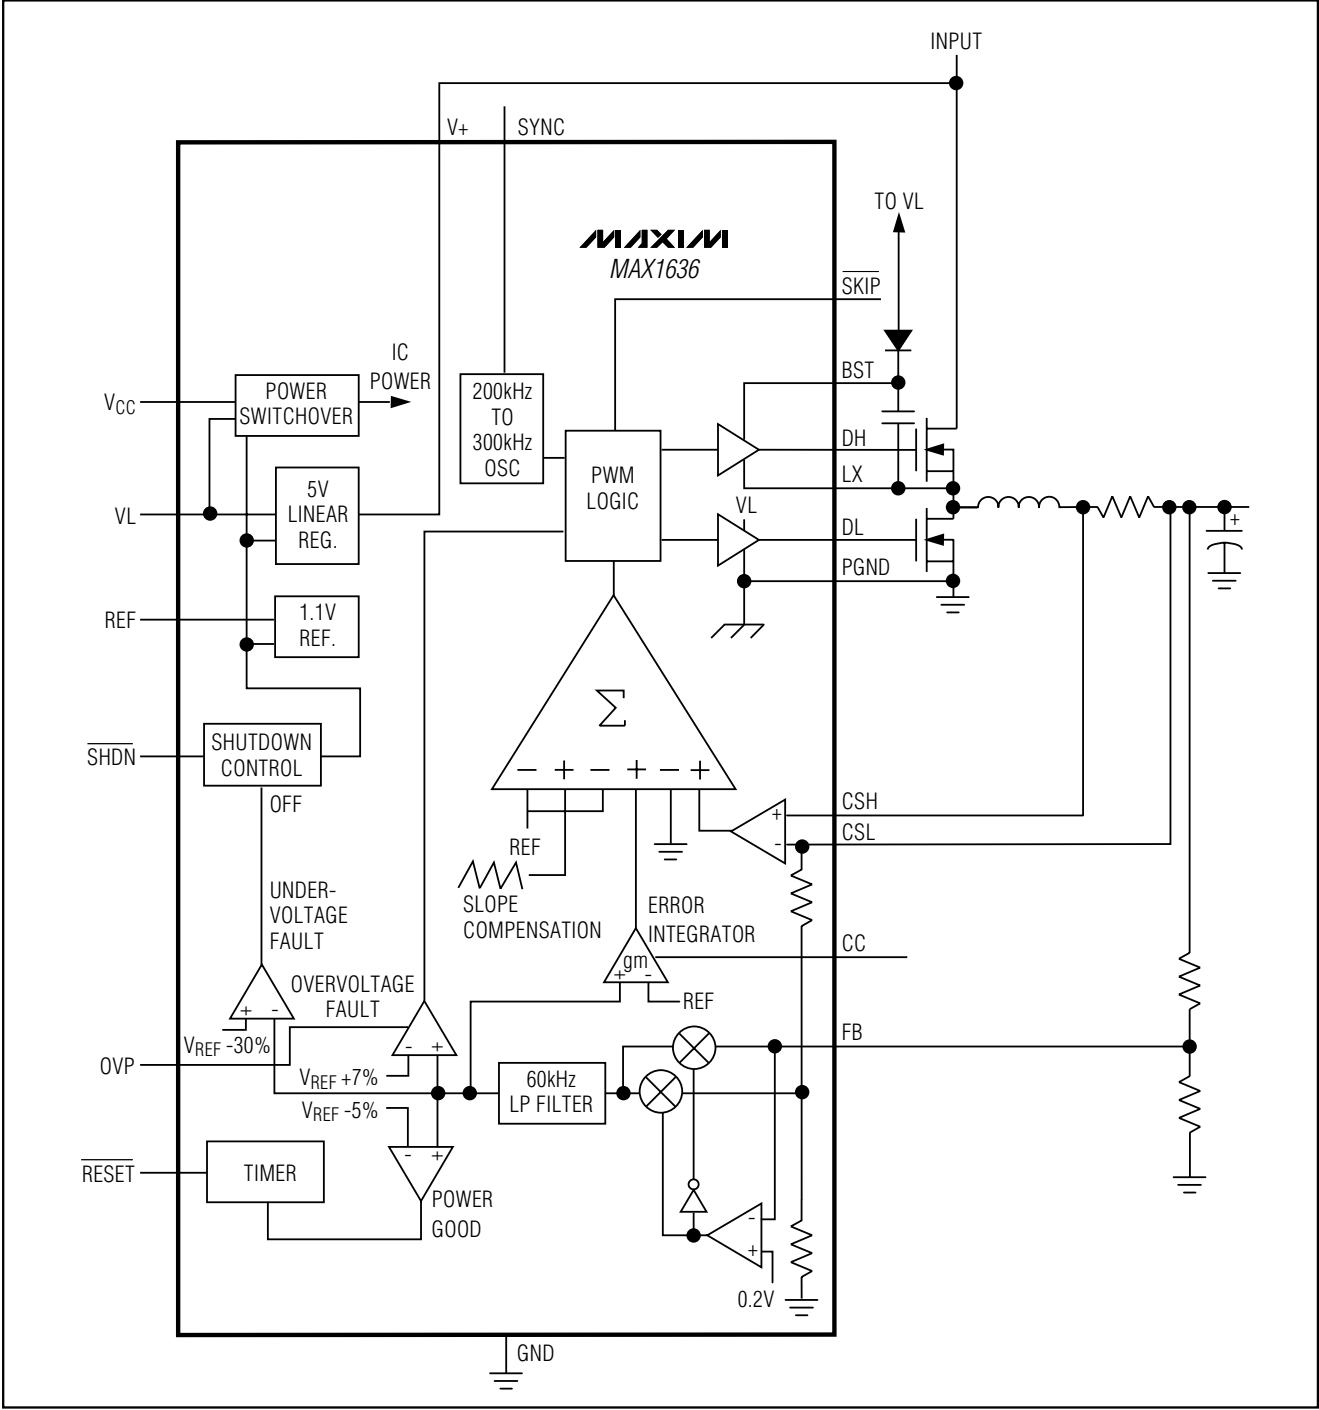 INPUT
V+
SYNC
TO VL
MAXIM
MAX1636
SKIP
IC
POWER
BST
VCC
POWER
SWITCHOVER
200kHz
TO
300kHz
OSC
DH
PWM
LOGIC
LX
5V
LINEAR
REG.
VL
VL
DL
+
PGND
REF
1.1V
REF.
Σ
SHDN
SHUTDOWN
CONTROL
OFF
− + − + − +
CSH
+
REF
CSL
-
SLOPE
COMPENSATION
UNDER-
VOLTAGE
FAULT
ERROR
INTEGRATOR
CC
gm
+ -
REF
OVERVOLTAGE
FAULT
+ -
VREF -30%
- +
FB
OVP
VREF +7%
60kHz
LP FILTER
VREF -5%
- +
RESET
TIMER
POWER
GOOD
-
+
0.2V
GND